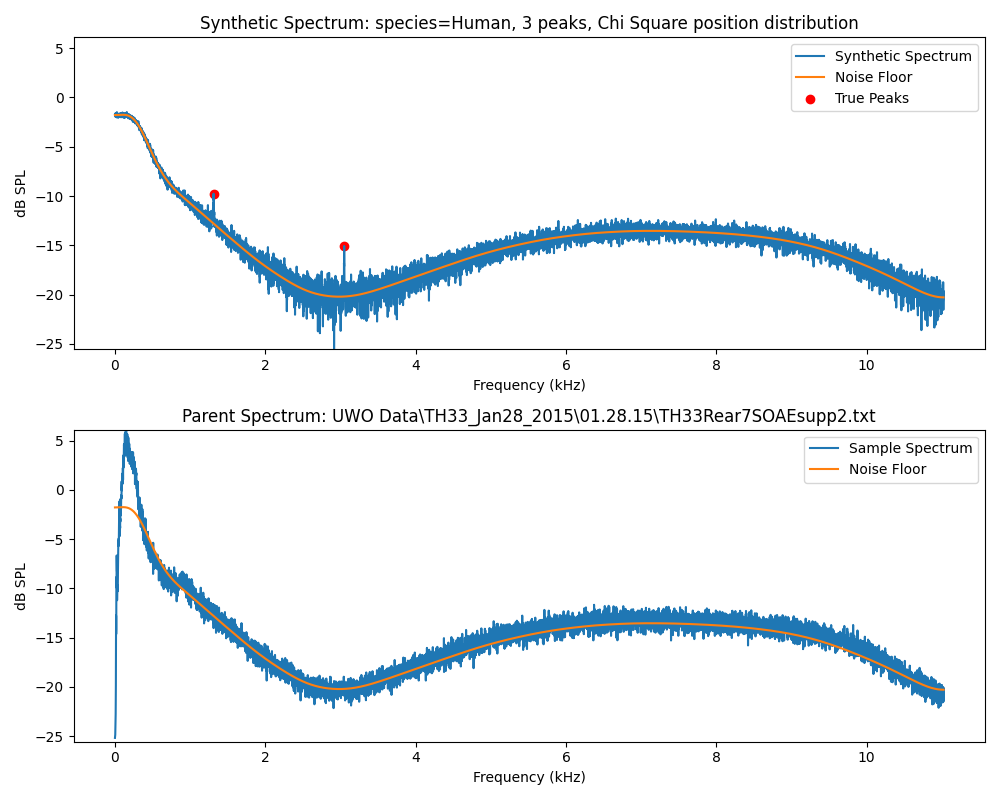 Synthetic Spectrum: species=Human, 3 peaks, Chi Square position distribution
5
0
−5
−10
−15
−20
−25
dB SPL
Synthetic Spectrum
Noise Floor
True Peaks
0 2 4 6 8 10
Frequency (kHz)
Parent Spectrum: UWO Data\TH33_Jan28_2015\01.28.15\TH33Rear7SOAEsupp2.txt
5
0
−5
−10
−15
−20
−25
dB SPL
Sample Spectrum
Noise Floor
0 2 4 6 8 10
Frequency (kHz)